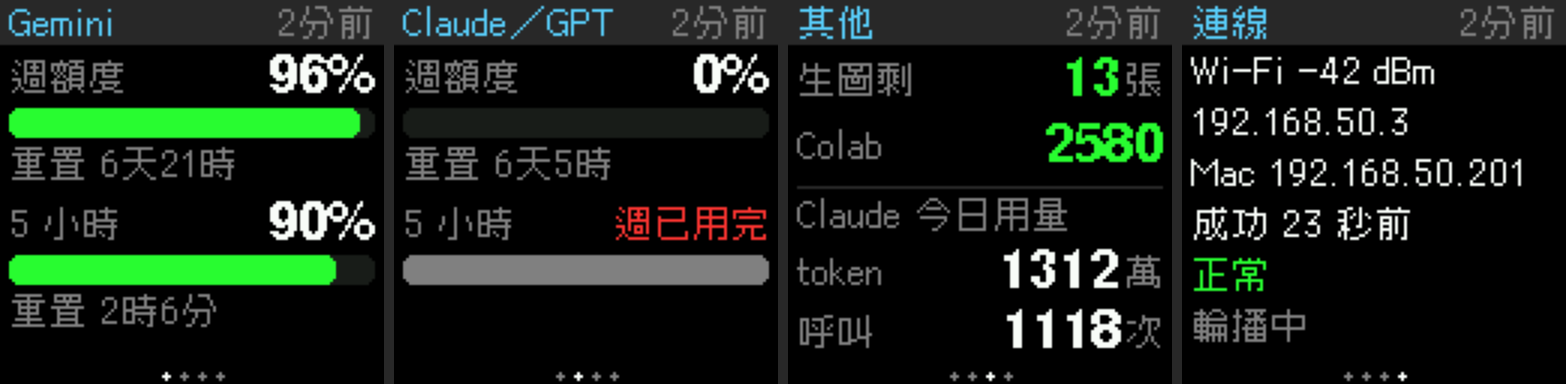 Gemini 2分前
週額度 96%
重置 6天21時
5 小時 90%
重置 2時6分
Claude／GPT 2分前
週額度 0%
重置 6天5時
5 小時 週已用完
其他 2分前
生圖剩 13張
Colab 2580
Claude 今日用量
token 1312萬
呼叫 1118次
連線 2分前
Wi-Fi -42 dBm
192.168.50.3
Mac 192.168.50.201
成功 23 秒前
正常
輪播中